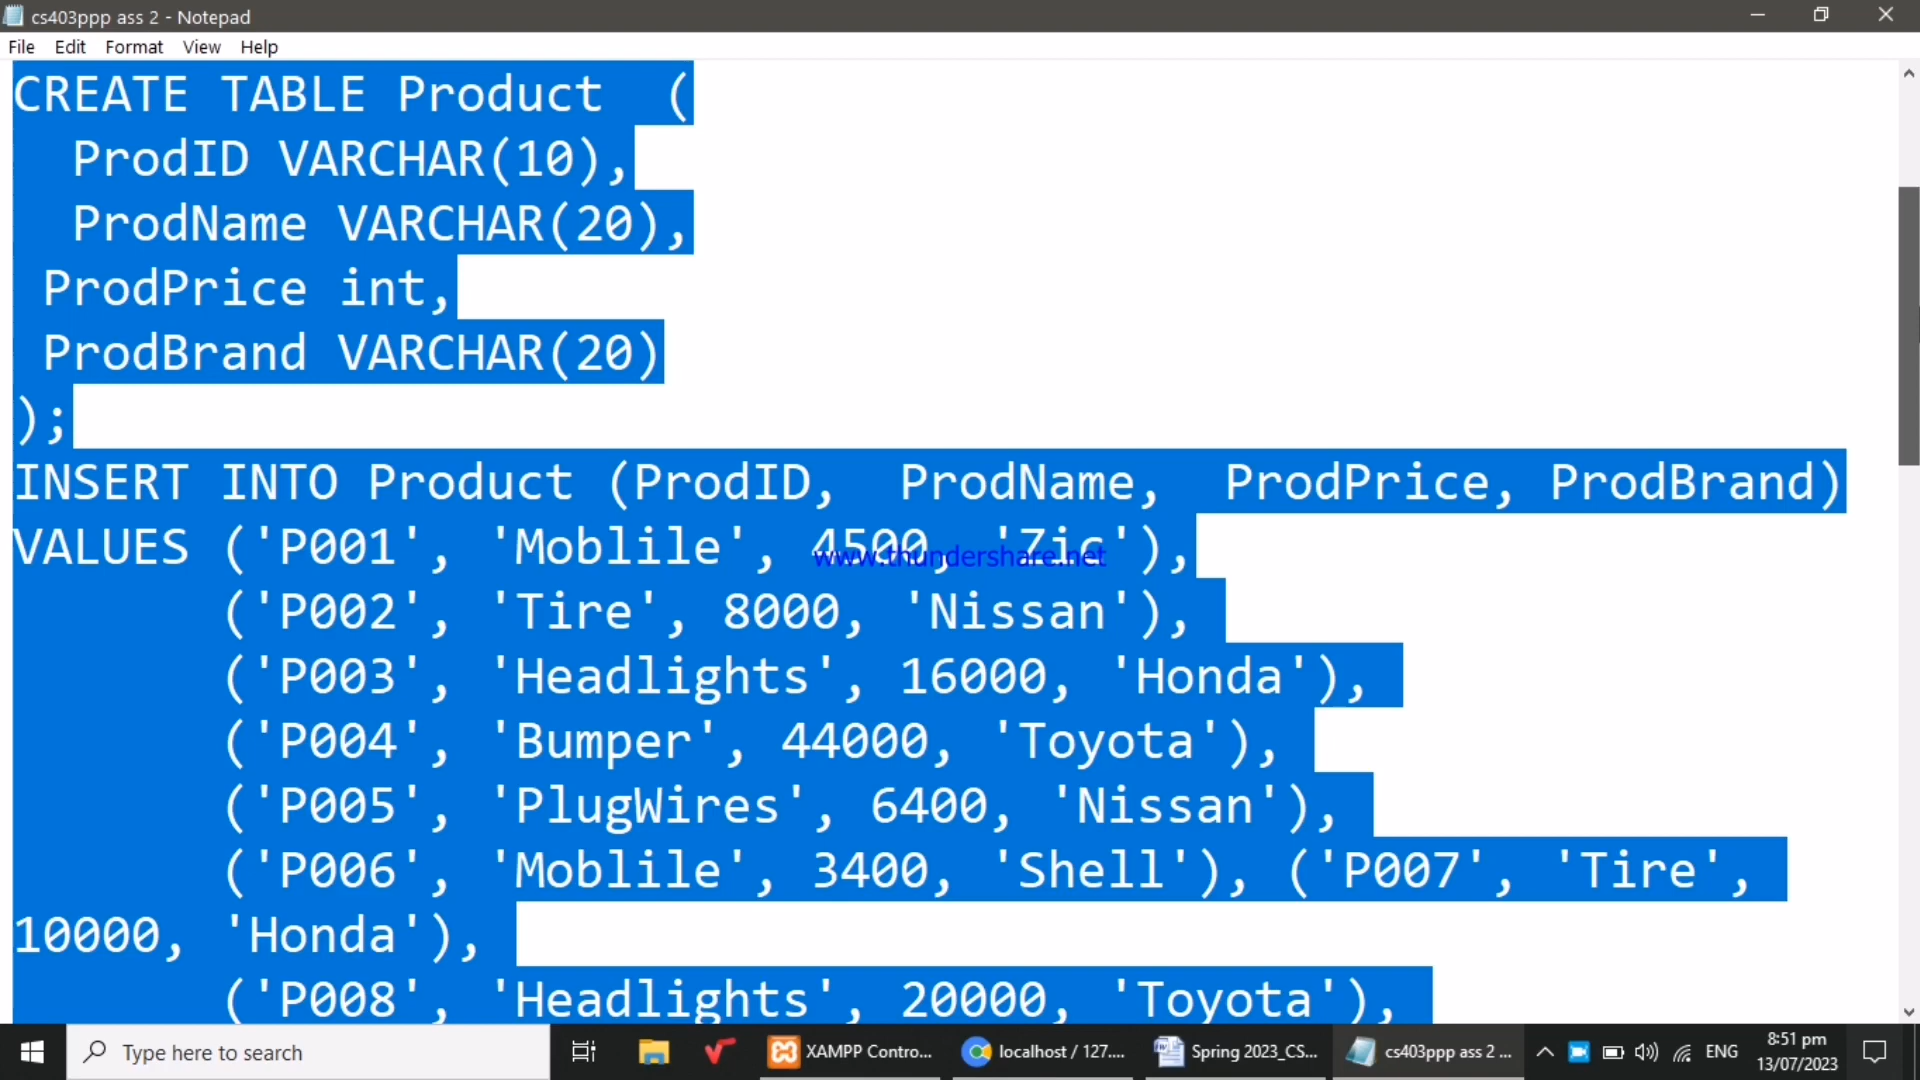 cs403ppp ass 2 - Notepad
File Edit Format View Help
CREATE TABLE Product  (
  ProdID VARCHAR(10),
  ProdName VARCHAR(20),
 ProdPrice int,
 ProdBrand VARCHAR(20)
);
INSERT INTO Product (ProdID,  ProdName,  ProdPrice, ProdBrand)
VALUES ('P001', 'Moblile', 4500, 'Zic'),
www.thundershare.net
('P002', 'Tire', 8000, 'Nissan'),
('P003', 'Headlights', 16000, 'Honda'),
('P004', 'Bumper', 44000, 'Toyota'),
('P005', 'PlugWires', 6400, 'Nissan'),
('P006', 'Moblile', 3400, 'Shell'), ('P007', 'Tire',
10000, 'Honda'),
('P008', 'Headlights', 20000, 'Toyota'),
Type here to search
XAMPP Contro...
localhost / 127....
Spring 2023_CS...
cs403ppp ass 2 ...
ENG
8:51 pm
13/07/2023